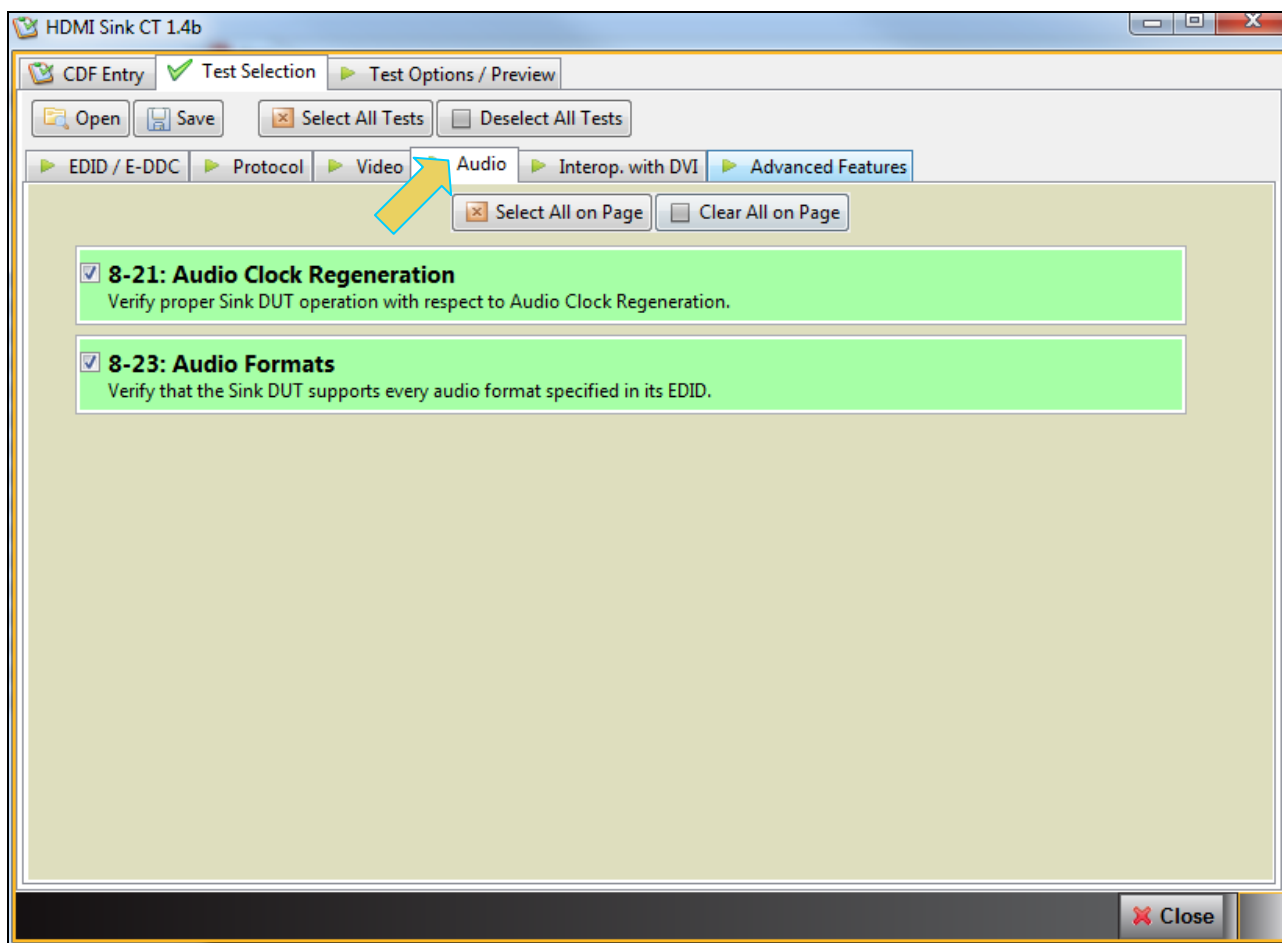 HDMI Sink CT 1.4b
CDF Entry Test Selection Test Options / Preview
Open Save Select All Tests Deselect All Tests
EDID / E-DDC Protocol Video Audio Interop. with DVI Advanced Features
Select All on Page Clear All on Page
8-21: Audio Clock Regeneration
Verify proper Sink DUT operation with respect to Audio Clock Regeneration.
8-23: Audio Formats
Verify that the Sink DUT supports every audio format specified in its EDID.
Close